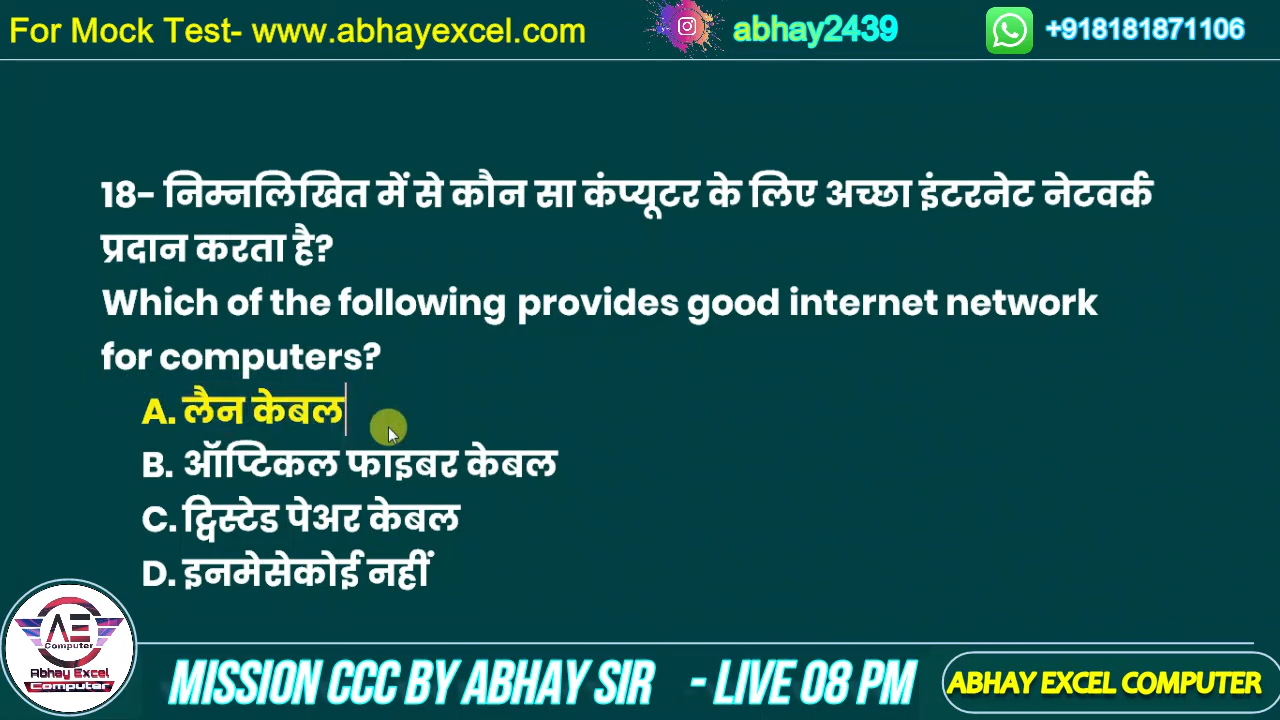 For Mock Test- www.abhayexcel.com
abhay2439
+918181871106
18- निम्नलिखित में से कौन सा कंप्यूटर के लिए अच्छा इंटरनेट नेटवर्क
प्रदान करता है?
Which of the following provides good internet network
for computers?
A. लैन केबल
B. ऑप्टिकल फाइबर केबल
C. ट्विस्टेड पेअर केबल
D. इनमेसेकोई नहीं
AE
Computer
Abhay Excel
Computer
MISSION CCC BY ABHAY SIR - LIVE 08 PM
ABHAY EXCEL COMPUTER